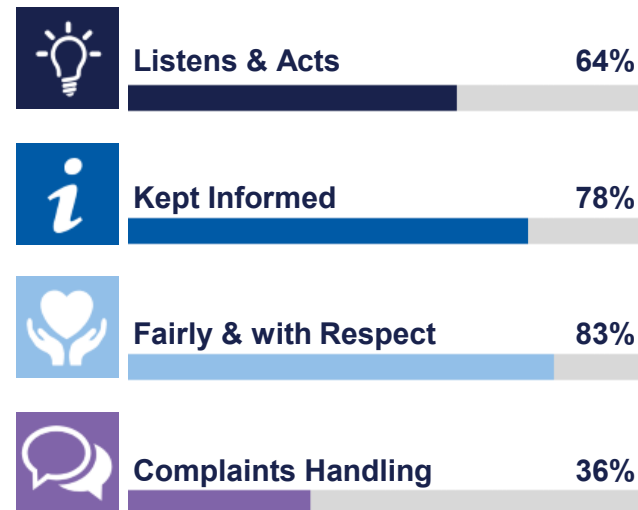 Listens & Acts 64%
Kept Informed 78%
Fairly & with Respect 83%
Complaints Handling 36%